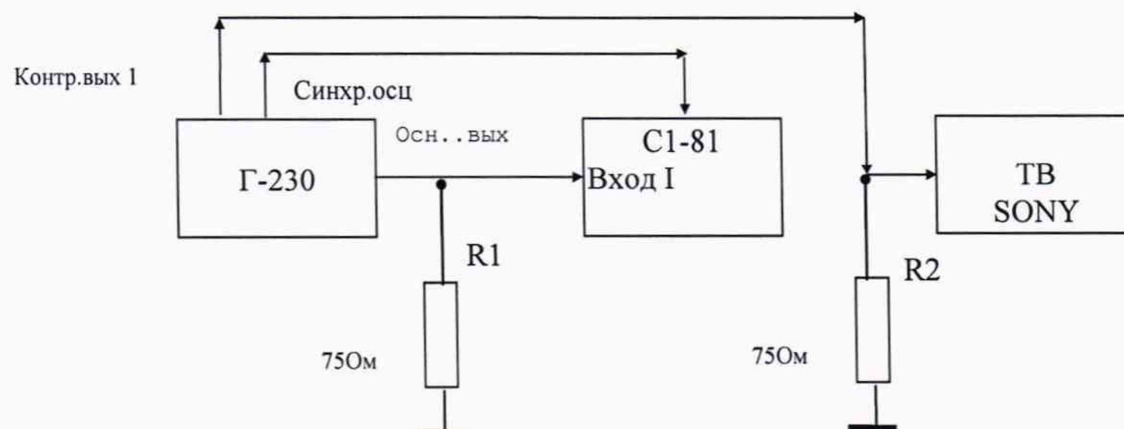 Контр.вых 1
Синхр.осц
Осн..вых
Г-230
С1-81
Вход I
ТВ
SONY
R1
R2
75Ом
75Ом